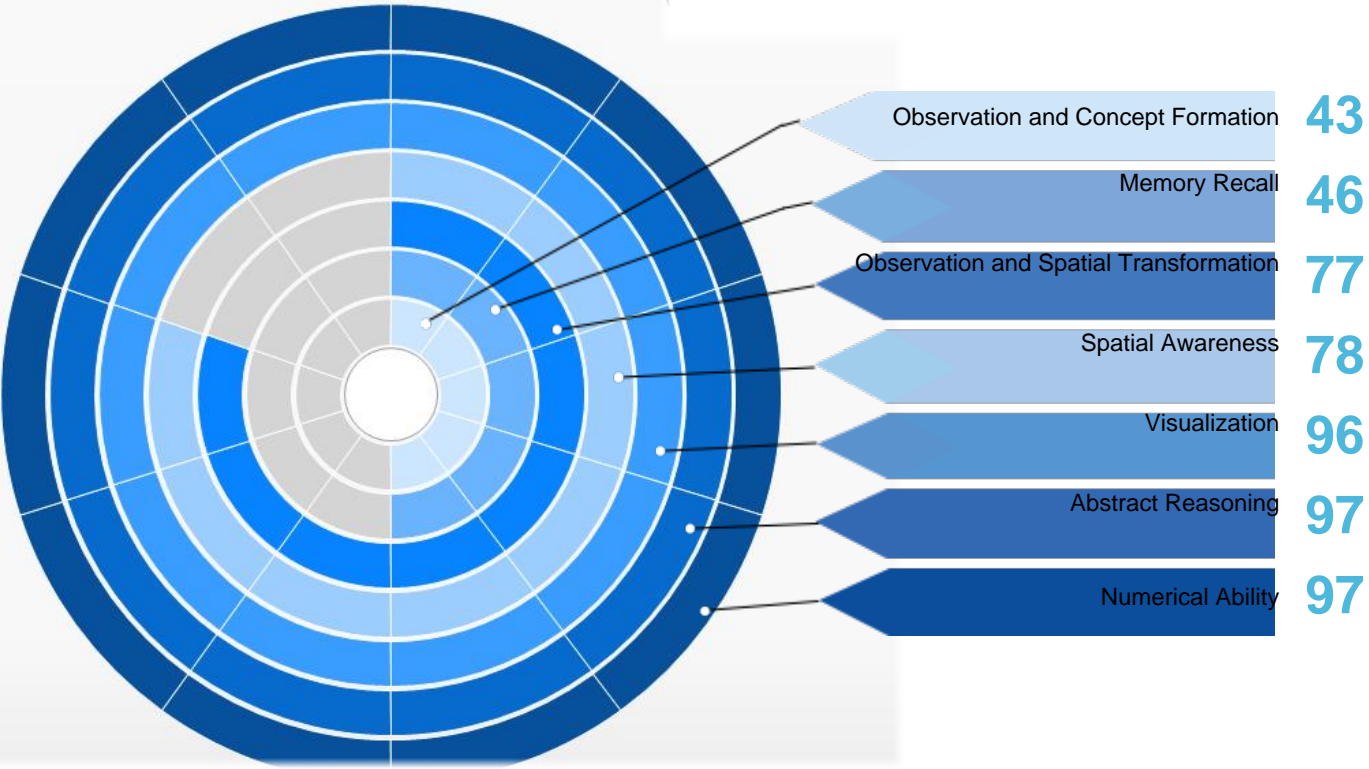 Observation and Concept Formation 43
Memory Recall 46
Observation and Spatial Transformation 77
Spatial Awareness 78
Visualization 96
Abstract Reasoning 97
Numerical Ability 97